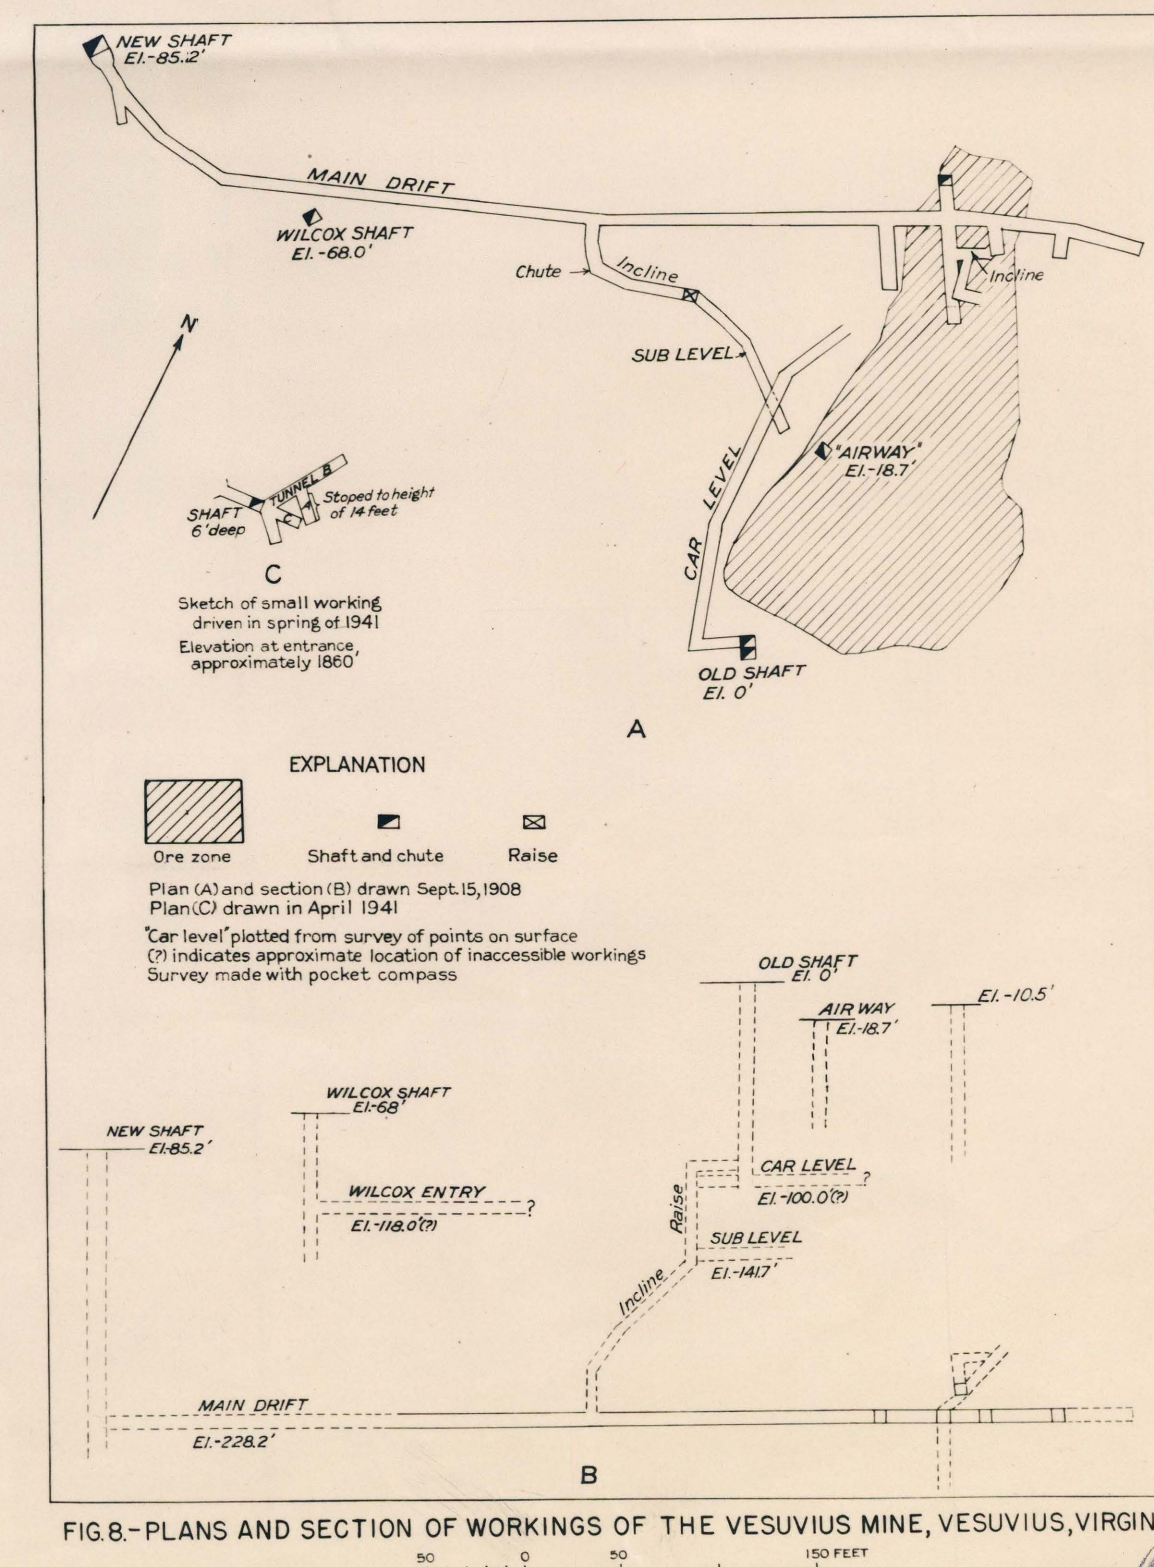 NEW SHAFT
El.-85.2'
MAIN DRIFT
WILCOX SHAFT
El.-68.0'
Chute
Incline
Incline
SUB LEVEL
N
"AIRWAY"
El.-18.7'
CAR LEVEL
TUNNEL B
SHAFT
6' deep
Stoped to height
of 14 feet
C
Sketch of small working
driven in spring of 1941
Elevation at entrance,
approximately 1860'
OLD SHAFT
El. 0'
A
EXPLANATION
Ore zone
Shaft and chute
Raise
Plan (A) and section (B) drawn Sept. 15, 1908
Plan (C) drawn in April 1941
"Car level" plotted from survey of points on surface
(?) indicates approximate location of inaccessible workings
Survey made with pocket compass
OLD SHAFT
El. 0'
AIRWAY
El.-18.7'
El.-10.5'
WILCOX SHAFT
El.-68'
NEW SHAFT
El.-85.2'
CAR LEVEL ?
El.-100.0'(?)
WILCOX ENTRY ?
El.-118.0'(?)
Raise
SUB LEVEL
El.-141.7'
Incline
MAIN DRIFT
El.-228.2'
B
FIG. 8.-PLANS AND SECTION OF WORKINGS OF THE VESUVIUS MINE, VESUVIUS, VIRGIN
50 0 50 150 FEET